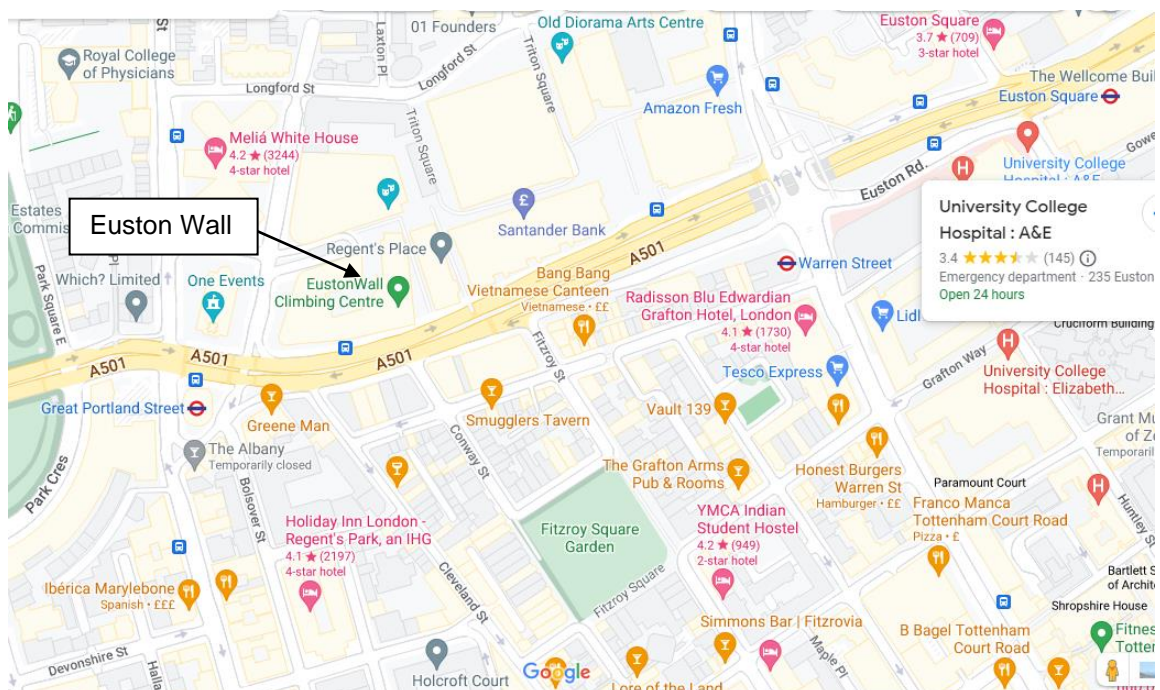 01 Founders
Old Diorama Arts Centre
Euston Square
3.7 ★ (709)
3-star hotel
Royal College
of Physicians
Laxton Pl
Longford St
Longford St
Triton Square
Triton Square
Amazon Fresh
The Wellcome Buil
Euston Square
Meliá White House
4.2 ★ (3244)
4-star hotel
University College
Hospital : A&E
Gowe
Euston Rd.
University College
Hospital : A&E
3.4 ★ (145)
Emergency department · 235 Euston
Open 24 hours
Estates
Commis
Euston Wall
Santander Bank
£
Regent's Place
A501
Which? Limited
One Events
EustonWall
Climbing Centre
Bang Bang
Vietnamese Canteen
Vietnamese · ££
Warren Street
Radisson Blu Edwardian
Grafton Hotel, London
4.1 ★ (1730)
4-star hotel
Lidl
Cruciform Building
Park Square E
A501
A501
A501
Fitzroy St
Tesco Express
Grafton Way
University College
Hospital : Elizabeth...
Great Portland Street
Greene Man
Smugglers Tavern
Vault 139
Grant Mu
of Zo
Temporaril
The Albany
Temporarily closed
Conway St
The Grafton Arms
Pub & Rooms
Honest Burgers
Warren St
Hamburger · ££
Paramount Court
Park Cres
Bolsover St
Huntley St
Franco Manca
Tottenham Court Road
Pizza · £
Holiday Inn London -
Regent's Park, an IHG
4.1 ★ (2197)
4-star hotel
Fitzroy Square
Garden
YMCA Indian
Student Hostel
4.2 ★ (949)
2-star hotel
Ibérica Marylebone
Spanish · £££
Cleveland St
Fitzroy Square
Bartlett S
of Archite
Shropshire House
Simmons Bar | Fitzrovia
B Bagel Tottenham
Court Road
Fitnes
Totter
Devonshire St
Halla
Holcroft Court
Google
Maple Pl
Lore of the Land